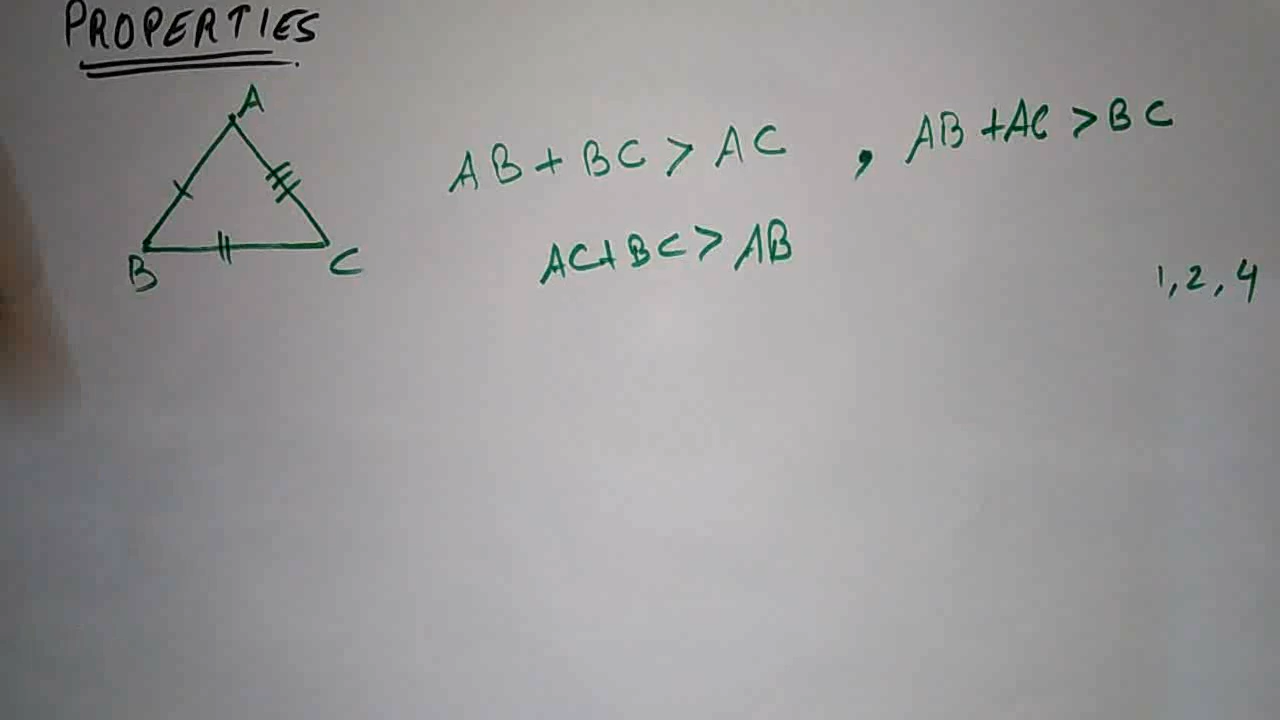 PROPERTIES
A
AB + BC > AC , AB + AC > BC
B C
AC + BC > AB
1, 2, 4